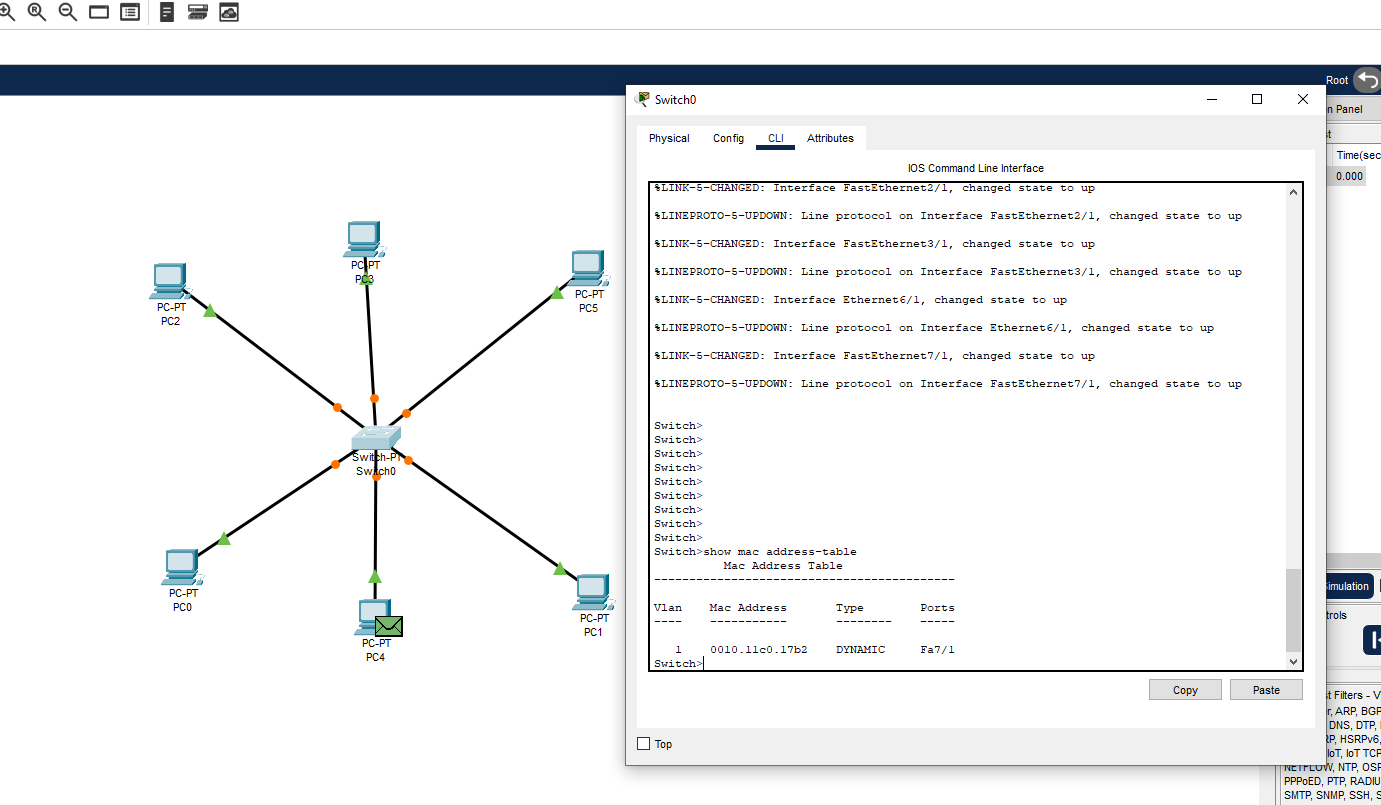 Root
Switch0
n Panel
st
Physical
Config
CLI
Attributes
Time(sec
IOS Command Line Interface
0.000
%LINK-5-CHANGED: Interface FastEthernet2/1, changed state to up
%LINEPROTO-5-UPDOWN: Line protocol on Interface FastEthernet2/1, changed state to up
%LINK-5-CHANGED: Interface FastEthernet3/1, changed state to up
%LINEPROTO-5-UPDOWN: Line protocol on Interface FastEthernet3/1, changed state to up
%LINK-5-CHANGED: Interface Ethernet6/1, changed state to up
%LINEPROTO-5-UPDOWN: Line protocol on Interface Ethernet6/1, changed state to up
%LINK-5-CHANGED: Interface FastEthernet7/1, changed state to up
%LINEPROTO-5-UPDOWN: Line protocol on Interface FastEthernet7/1, changed state to up
Switch>
Switch>
Switch>
Switch>
Switch>
Switch>
Switch>
Switch>
Switch>
Switch>show mac address-table
Mac Address Table
-------------------------------------------
Vlan Mac Address Type Ports
---- ----------- -------- -----
1 0010.11c0.17b2 DYNAMIC Fa7/1
Switch>
Copy
Paste
Top
PC-PT
PC3
PC-PT
PC2
PC-PT
PC5
Switch-PT
Switch0
PC-PT
PC0
PC-PT
PC4
PC-PT
PC1
imulation
trols
st Filters - V
r, ARP, BGP
DNS, DTP,
RP, HSRPv6,
IoT, IoT TCP
NETFLOW, NTP, OSP
PPPoED, PTP, RADIU
SMTP, SNMP, SSH, S